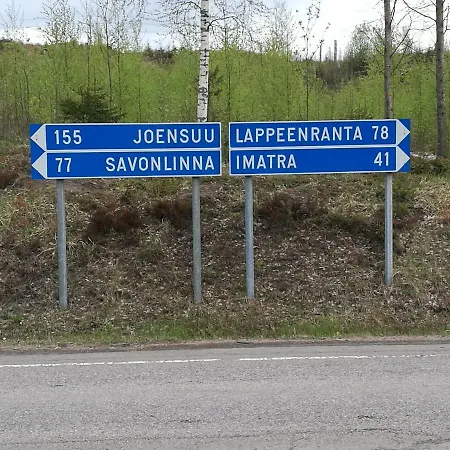 155 JOENSUU
77 SAVONLINNA
LAPPEENRANTA 78
IMATRA 41